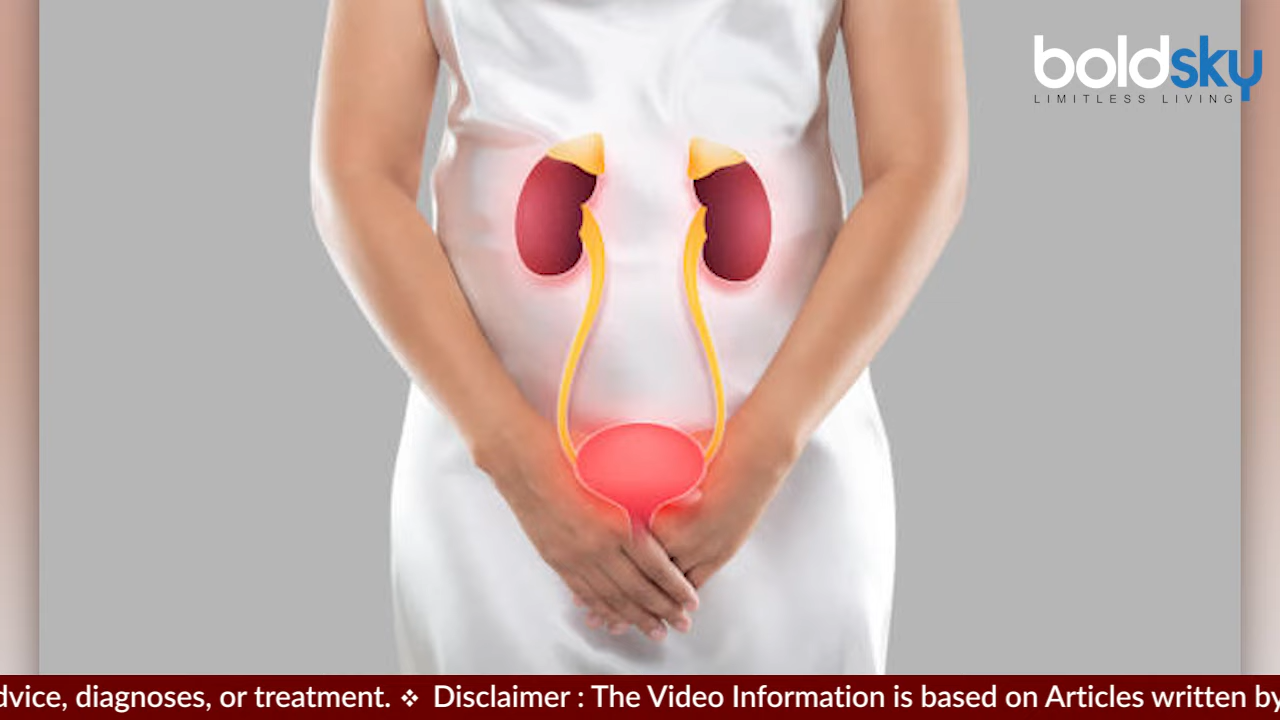 boldsky
LIMITLESS LIVING
dvice, diagnoses, or treatment. ❖ Disclaimer : The Video Information is based on Articles written by